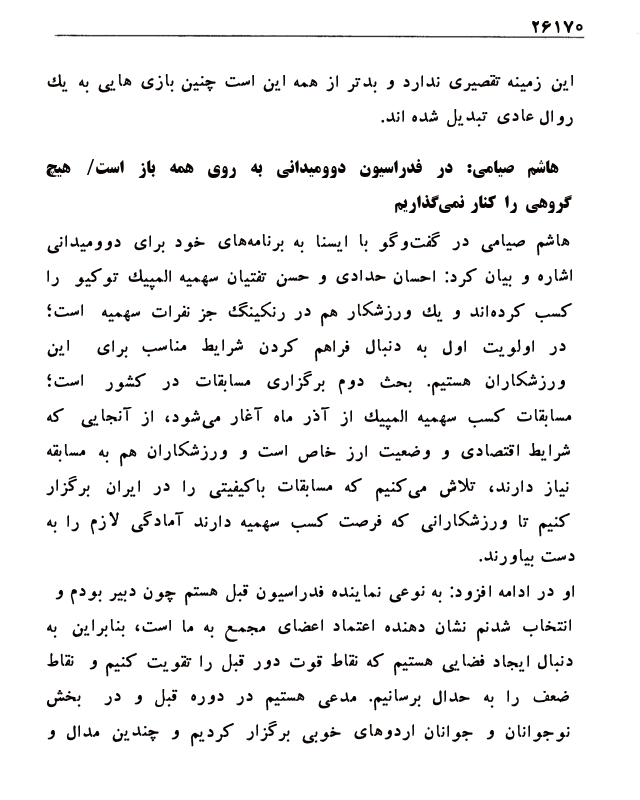 ۲۶۱۷۰
این زمینه تقصیری ندارد و بدتر از همه این است چنین بازی هایی به یك
روال عادی تبدیل شده اند.
هاشم صیامی: در فدراسیون دوومیدانی به روی همه باز است/ هیچ
گروهی را کنار نمی‌گذاریم
هاشم صیامی در گفت‌وگو با ایسنا به برنامه‌های خود برای دوومیدانی
اشاره و بیان کرد: احسان حدادی و حسن تفتیان سهمیه المپیك توکیو را
کسب کرده‌اند و یك ورزشکار هم در رنکینگ جز نفرات سهمیه است؛
در اولویت اول به دنبال فراهم کردن شرایط مناسب برای این
ورزشکاران هستیم. بحث دوم برگزاری مسابقات در کشور است؛
مسابقات کسب سهمیه المپیك از آذر ماه آغار می‌شود، از آنجایی که
شرایط اقتصادی و وضعیت ارز خاص است و ورزشکاران هم به مسابقه
نیاز دارند، تلاش می‌کنیم که مسابقات باکیفیتی را در ایران برگزار
کنیم تا ورزشکارانی که فرصت کسب سهمیه دارند آمادگی لازم را به
دست بیاورند.
او در ادامه افزود: به نوعی نماینده فدراسیون قبل هستم چون دبیر بودم و
انتخاب شدنم نشان دهنده اعتماد اعضای مجمع به ما است، بنابراین به
دنبال ایجاد فضایی هستیم که نقاط قوت دور قبل را تقویت کنیم و نقاط
ضعف را به حدال برسانیم. مدعی هستیم در دوره قبل و در بخش
نوجوانان و جوانان اردوهای خوبی برگزار کردیم و چندین مدال و